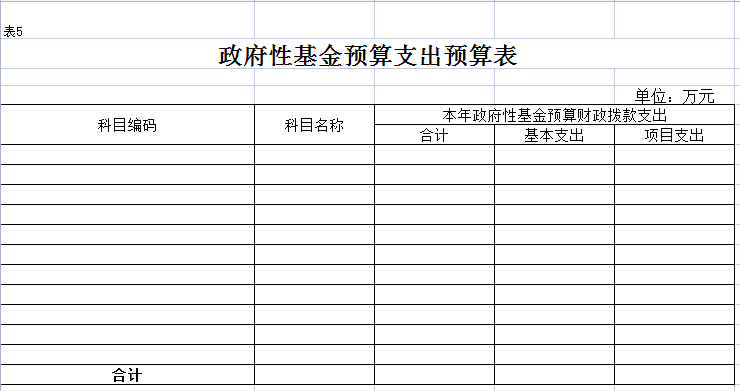 表5
政府性基金预算支出预算表
单位：万元
科目编码
科目名称
本年政府性基金预算财政拨款支出
合计
基本支出
项目支出
合计